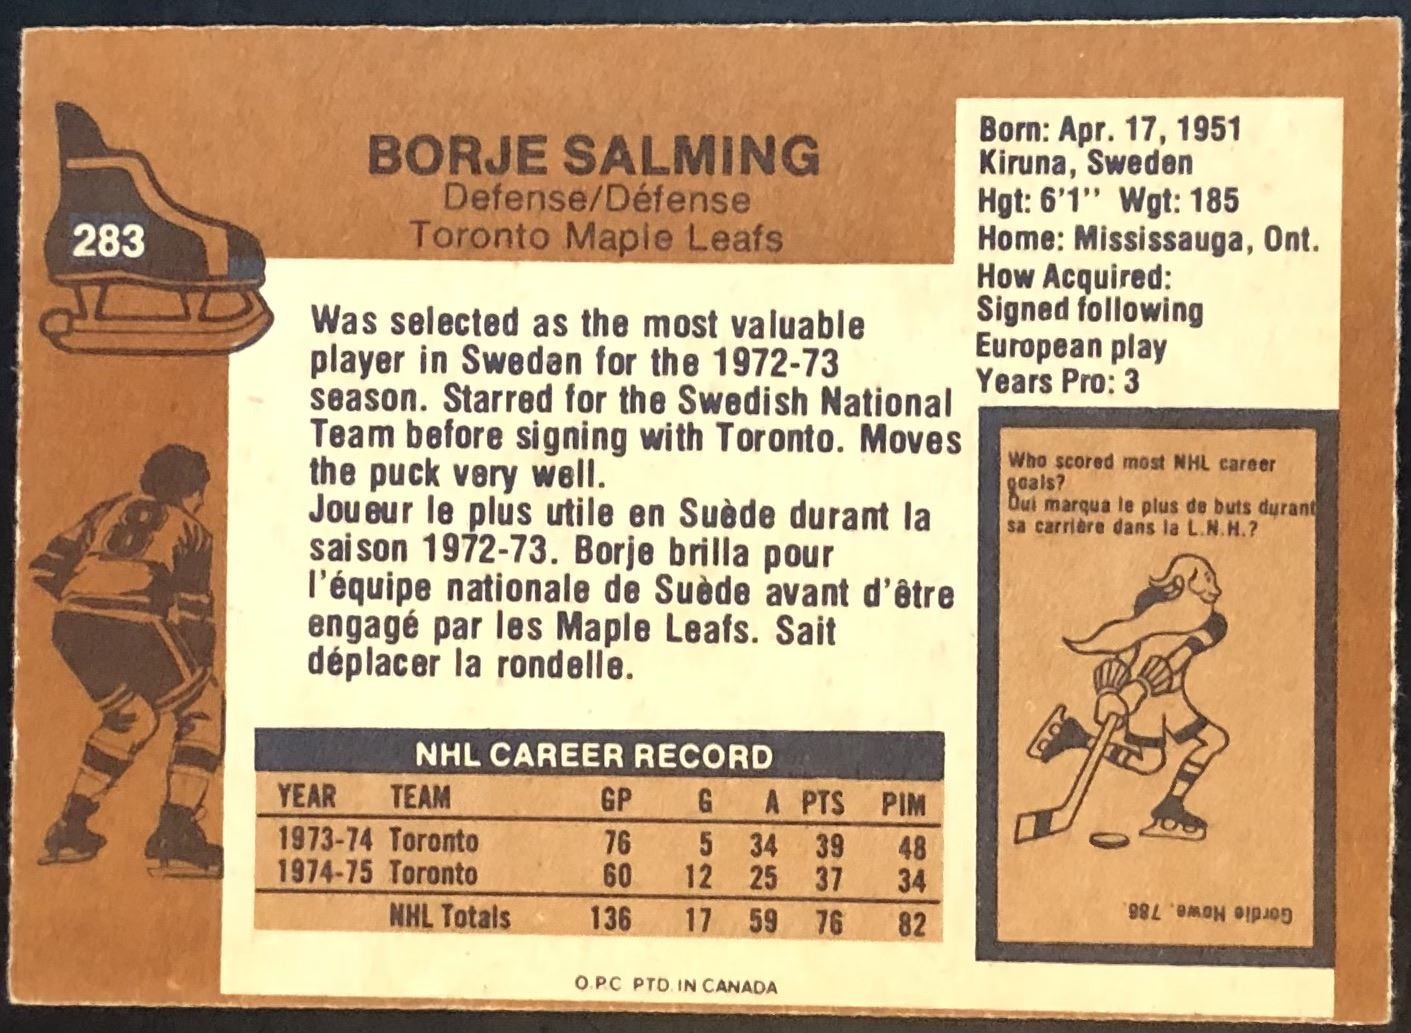 283
BORJE SALMING
Defense/Défense
Toronto Maple Leafs
Born: Apr. 17, 1951
Kiruna, Sweden
Hgt: 6'1" Wgt: 185
Home: Mississauga, Ont.
How Acquired:
Signed following
European play
Years Pro: 3
Was selected as the most valuable
player in Sweden for the 1972-73
season. Starred for the Swedish National
Team before signing with Toronto. Moves
the puck very well.
Joueur le plus utile en Suède durant la
saison 1972-73. Borje brilla pour
l'équipe nationale de Suède avant d'être
engagé par les Maple Leafs. Sait
déplacer la rondelle.
8
Who scored most NHL career
goals?
Qui marqua le plus de buts durant
sa carrière dans la L.N.H.?
Gordie Howe. 786.
NHL CAREER RECORD
YEAR TEAM GP G A PTS PIM
1973-74 Toronto 76 5 34 39 48
1974-75 Toronto 60 12 25 37 34
NHL Totals 136 17 59 76 82
O.P.C PTD. IN CANADA